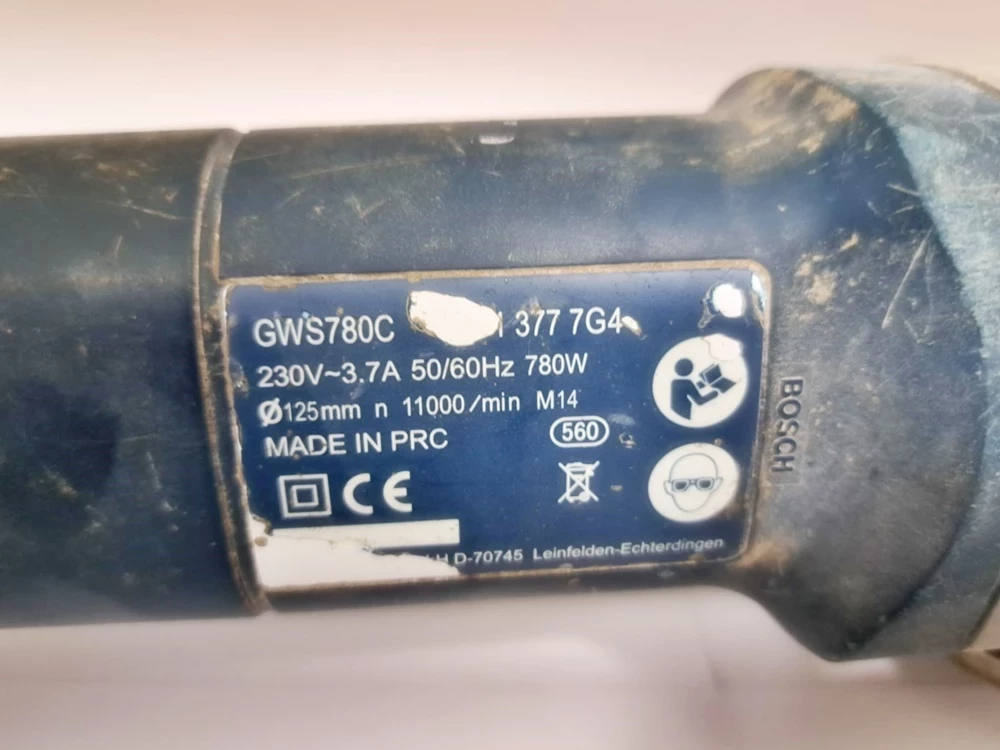 GWS780C 377 7G4
230V~3.7A 50/60Hz 780W
Ø125mm n 11000/min M14
MADE IN PRC
560
CE
D-70745 Leinfelden-Echterdingen
BOSCH